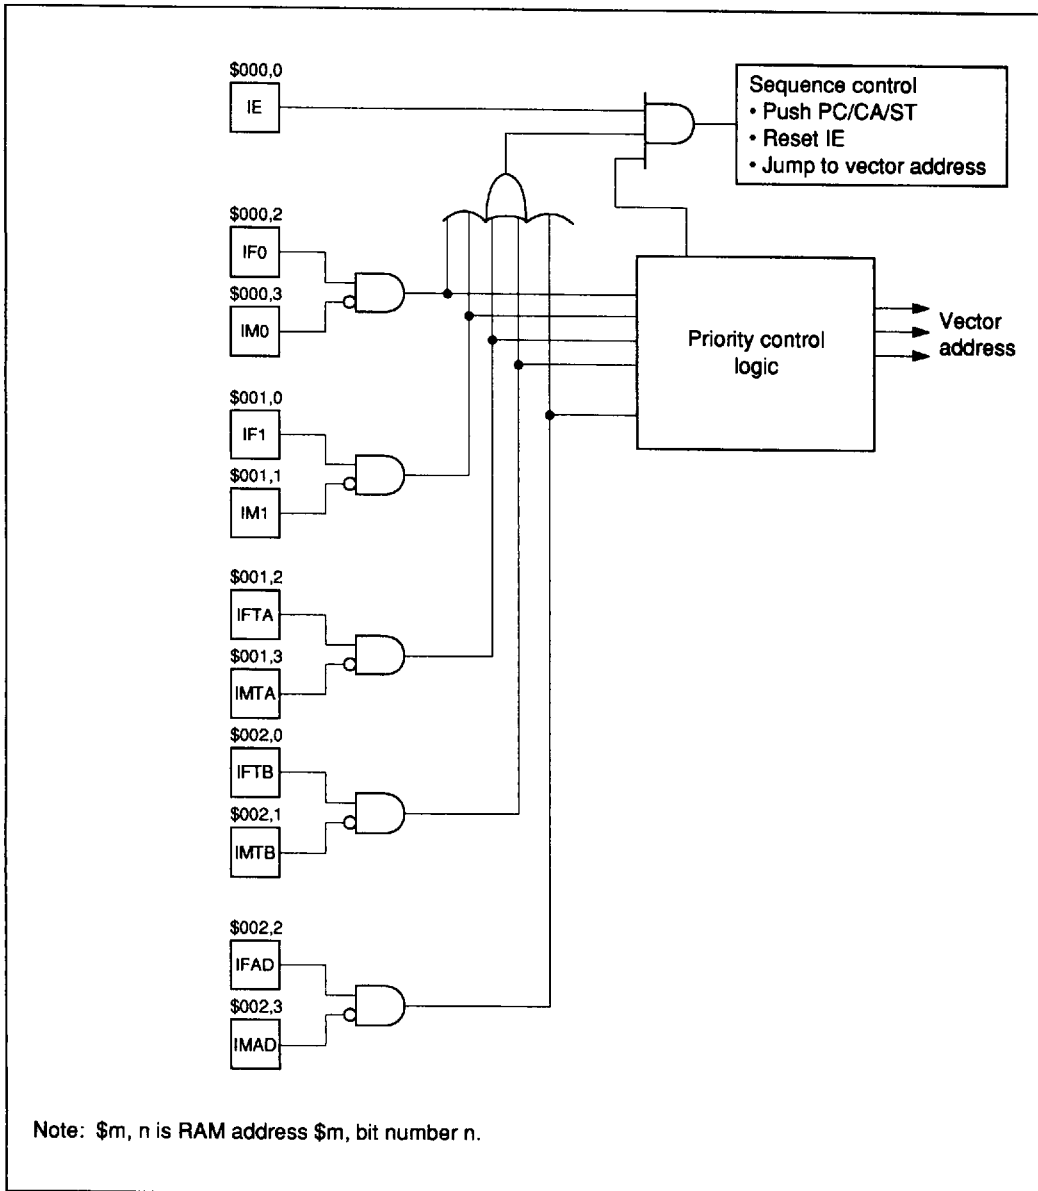 $000,0
IE
Sequence control
• Push PC/CA/ST
• Reset IE
• Jump to vector address
$000,2
IF0
$000,3
IM0
Priority control
logic
Vector
address
$001,0
IF1
$001,1
IM1
$001,2
IFTA
$001,3
IMTA
$002,0
IFTB
$002,1
IMTB
$002,2
IFAD
$002,3
IMAD
Note: $m, n is RAM address $m, bit number n.